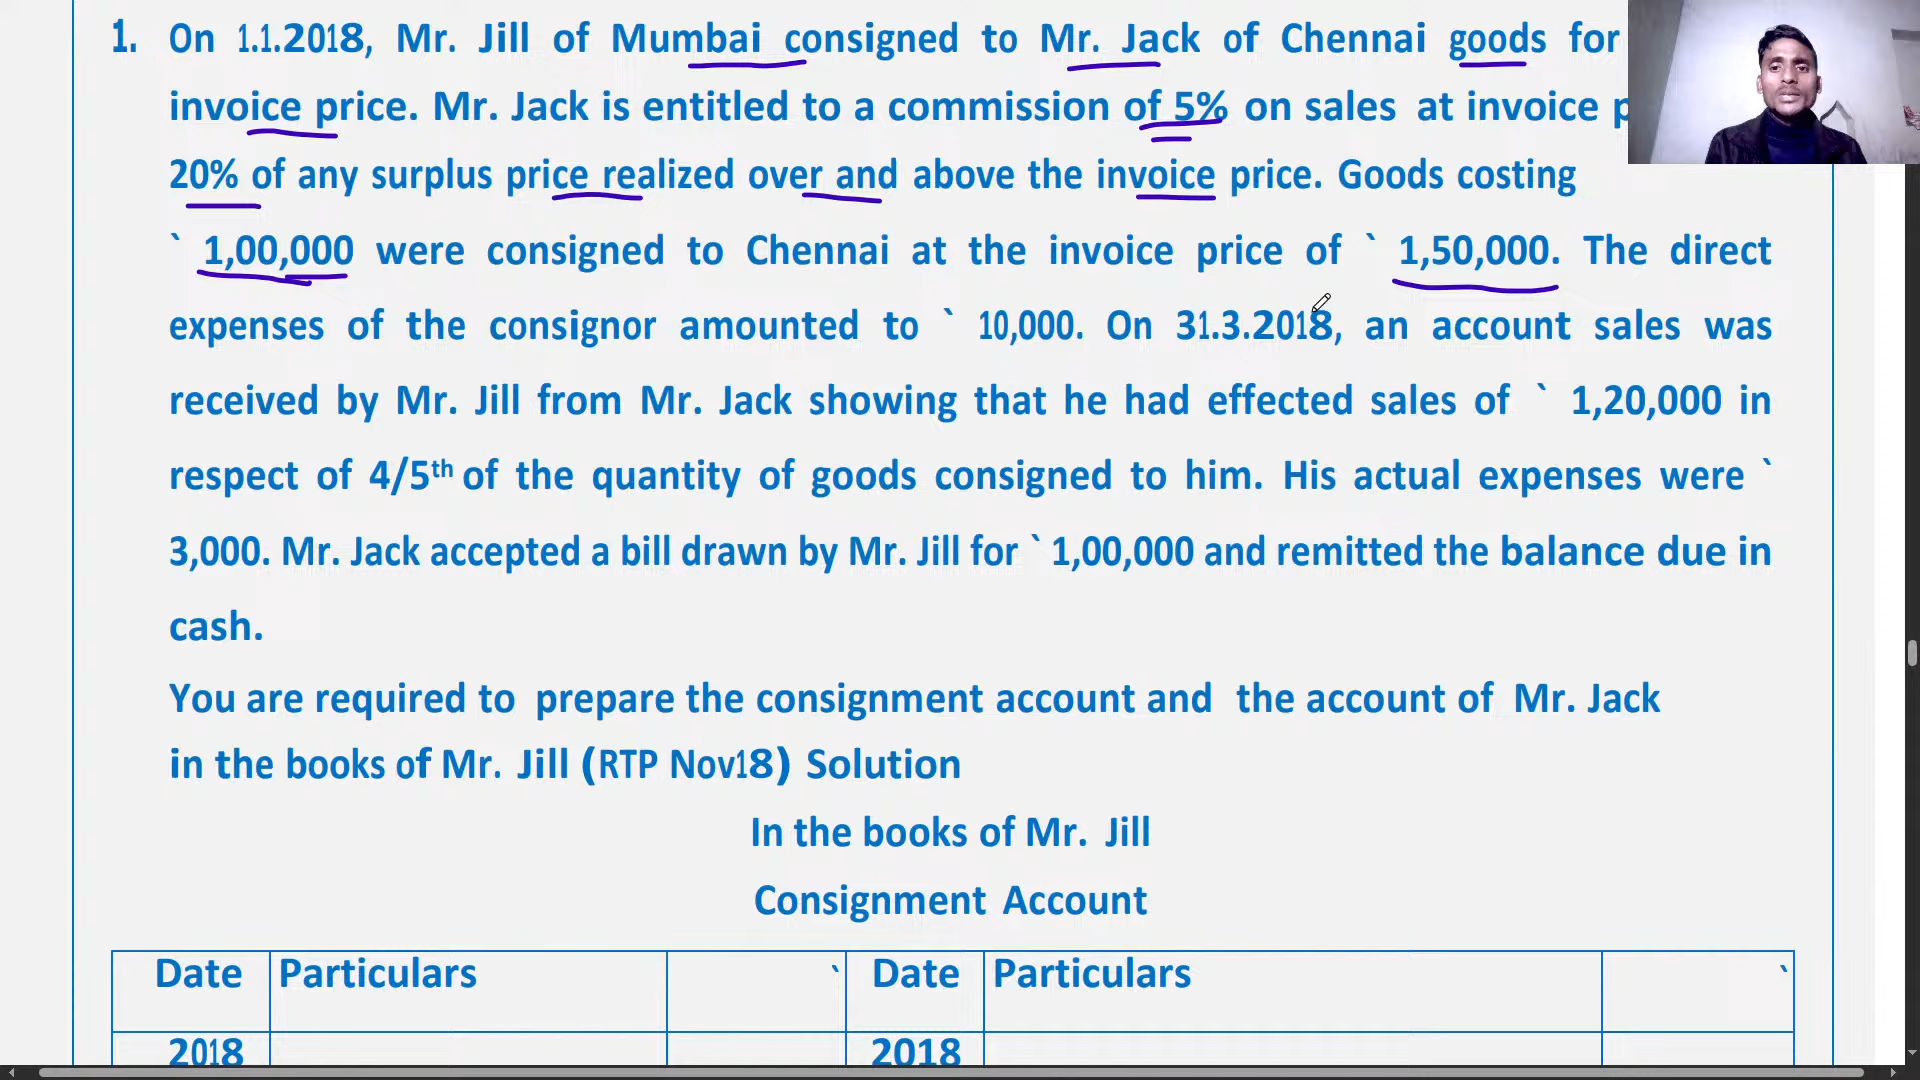 1. On 1.1.2018, Mr. Jill of Mumbai consigned to Mr. Jack of Chennai goods for
invoice price. Mr. Jack is entitled to a commission of 5% on sales at invoice
20% of any surplus price realized over and above the invoice price. Goods costing
` 1,00,000 were consigned to Chennai at the invoice price of ` 1,50,000. The direct
expenses of the consignor amounted to ` 10,000. On 31.3.2018, an account sales was
received by Mr. Jill from Mr. Jack showing that he had effected sales of ` 1,20,000 in
respect of 4/5th of the quantity of goods consigned to him. His actual expenses were `
3,000. Mr. Jack accepted a bill drawn by Mr. Jill for ` 1,00,000 and remitted the balance due in
cash.
You are required to prepare the consignment account and the account of Mr. Jack
in the books of Mr. Jill (RTP Nov18) Solution
In the books of Mr. Jill
Consignment Account
Date Particulars ` Date Particulars `
2018 2018